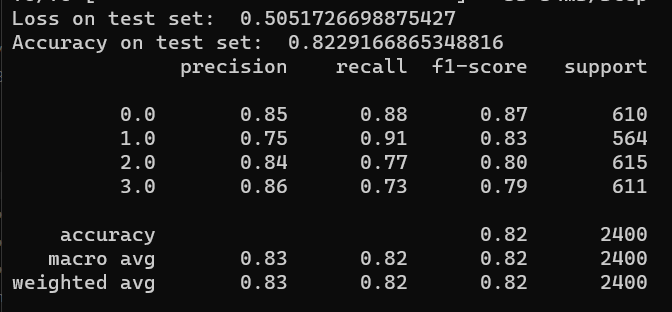 Loss on test set:  0.5051726698875427
Accuracy on test set:  0.8229166865348816
              precision    recall  f1-score   support

         0.0       0.85      0.88      0.87       610
         1.0       0.75      0.91      0.83       564
         2.0       0.84      0.77      0.80       615
         3.0       0.86      0.73      0.79       611

    accuracy                           0.82      2400
   macro avg       0.83      0.82      0.82      2400
weighted avg       0.83      0.82      0.82      2400